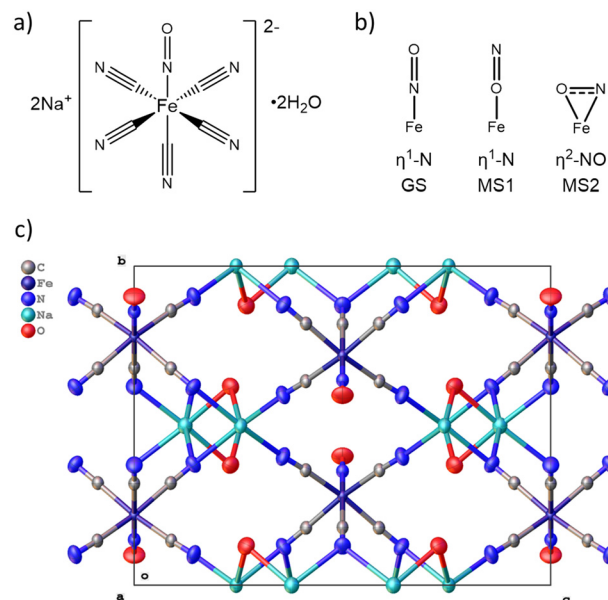 a)
O
N
N
N
Fe
N
N
N
2-
2Na⁺
•2H₂O
b)
O
N
Fe
N
O
Fe
O
N
Fe
η¹-N
η¹-N
η²-NO
GS
MS1
MS2
c)
C
Fe
N
Na
O
b
o
a